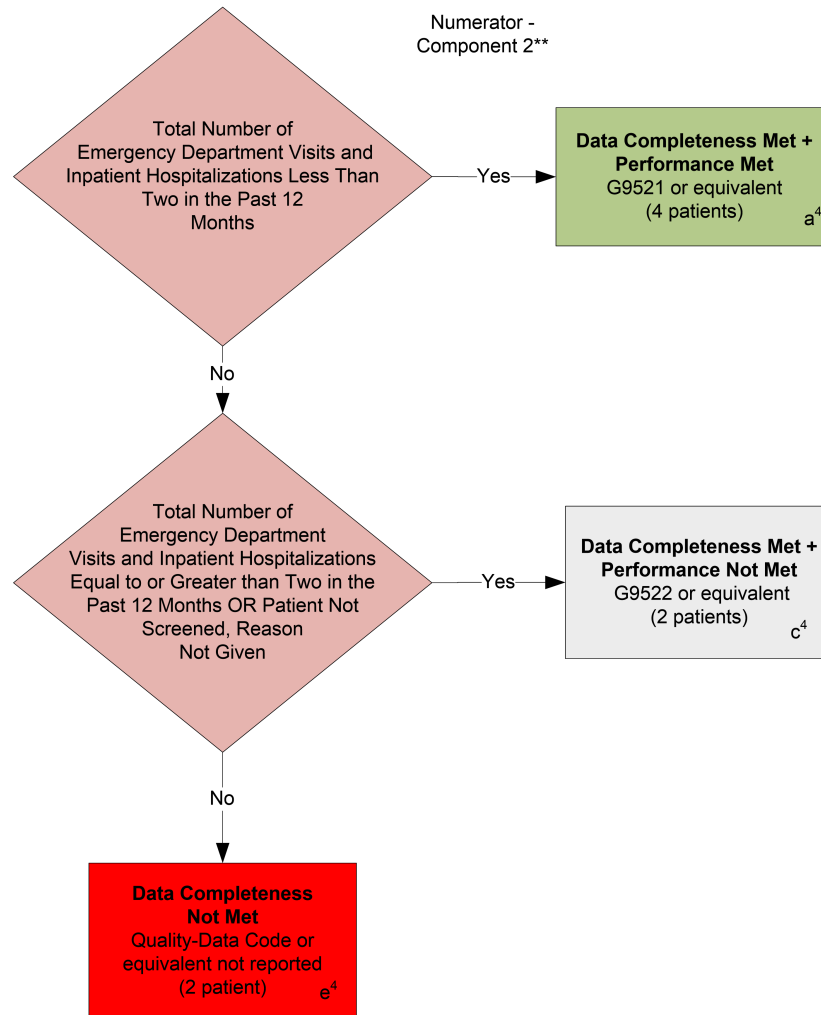 Numerator -
Component 2**
Total Number of
Emergency Department Visits and
Inpatient Hospitalizations Less Than
Two in the Past 12
Months
Yes
Data Completeness Met +
Performance Met
G9521 or equivalent
(4 patients)
a⁴
No
Total Number of
Emergency Department
Visits and Inpatient Hospitalizations
Equal to or Greater than Two in the
Past 12 Months OR Patient Not
Screened, Reason
Not Given
Yes
Data Completeness Met +
Performance Not Met
G9522 or equivalent
(2 patients)
c⁴
No
Data Completeness
Not Met
Quality-Data Code or
equivalent not reported
(2 patient)
e⁴